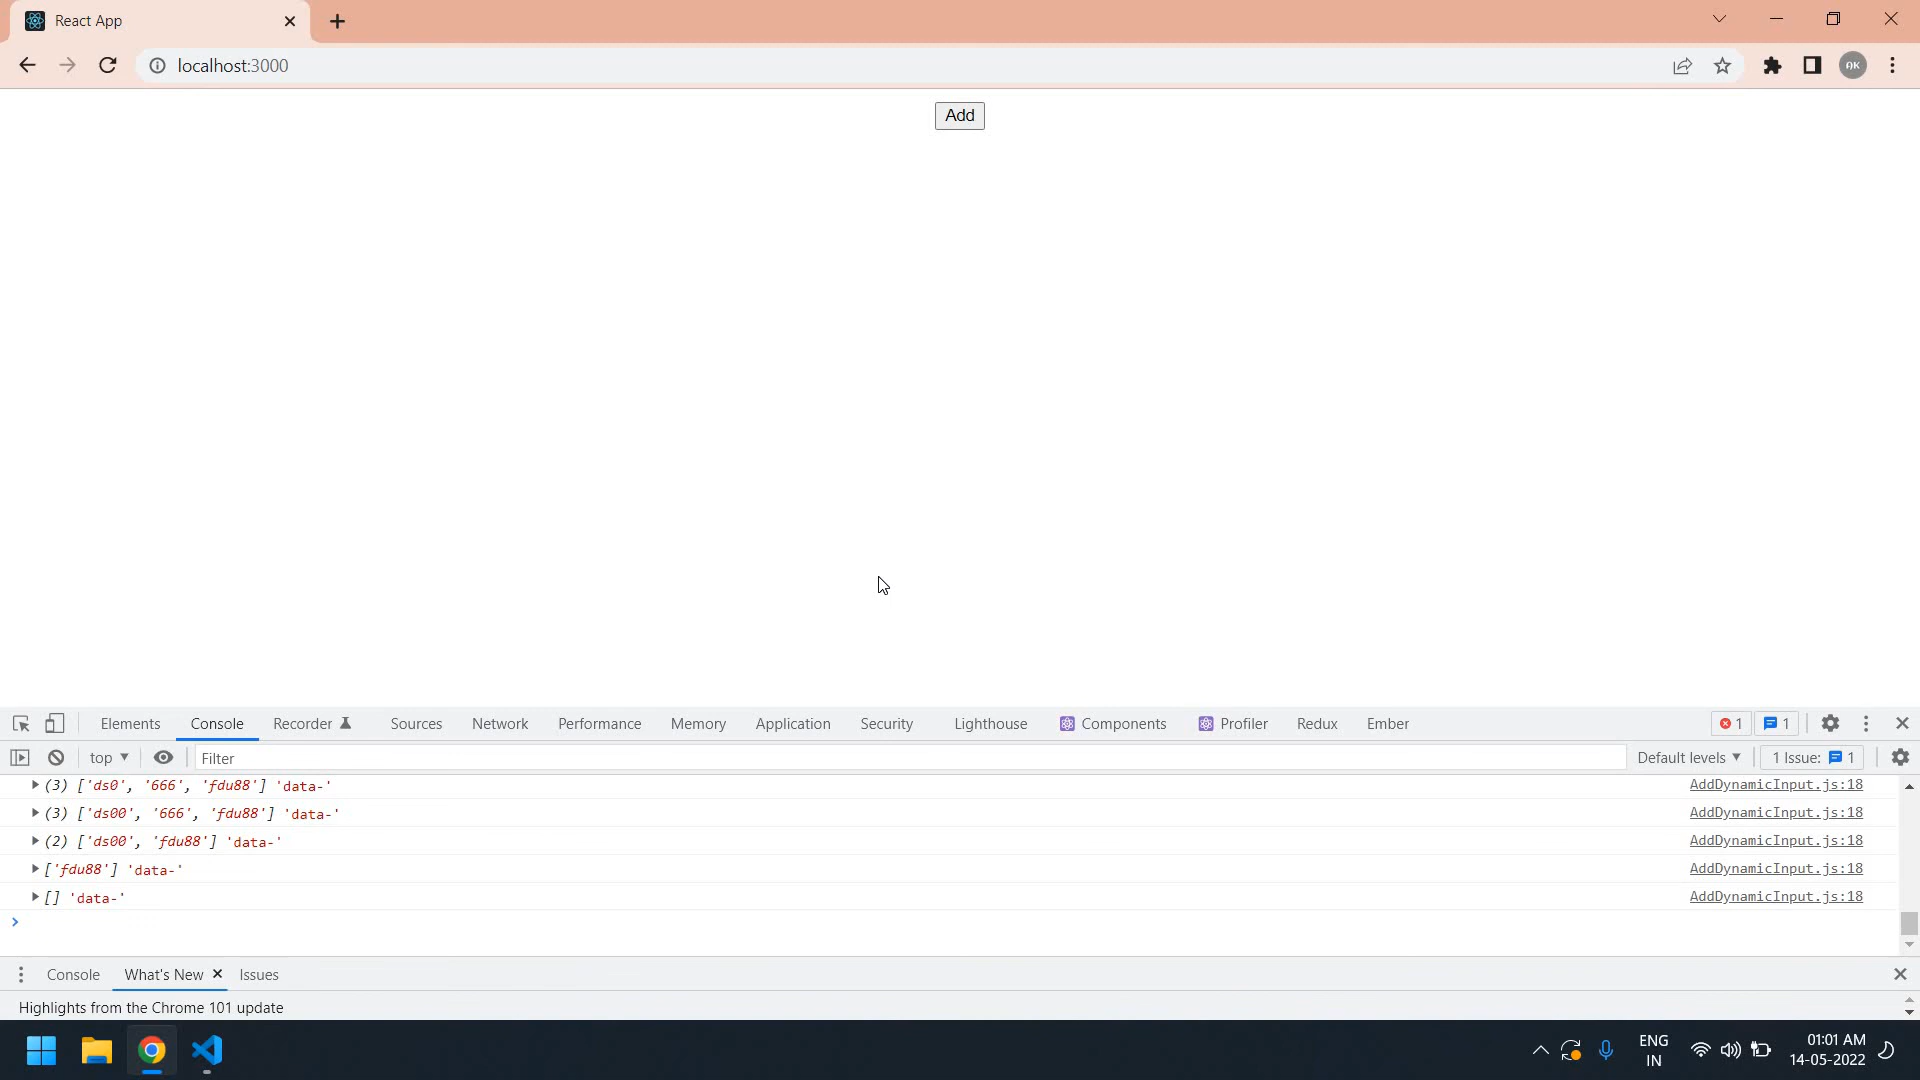 React App
localhost:3000
AK
Add
Elements Console Recorder Sources Network Performance Memory Application Security Lighthouse Components Profiler Redux Ember 1 1
top Filter Default levels 1 Issue: 1
(3) ['ds0', '666', 'fdu88'] 'data-' AddDynamicInput.js:18
(3) ['ds00', '666', 'fdu88'] 'data-' AddDynamicInput.js:18
(2) ['ds00', 'fdu88'] 'data-' AddDynamicInput.js:18
['fdu88'] 'data-' AddDynamicInput.js:18
[] 'data-' AddDynamicInput.js:18
Console What's New Issues
Highlights from the Chrome 101 update
ENG 01:01 AM
IN 14-05-2022